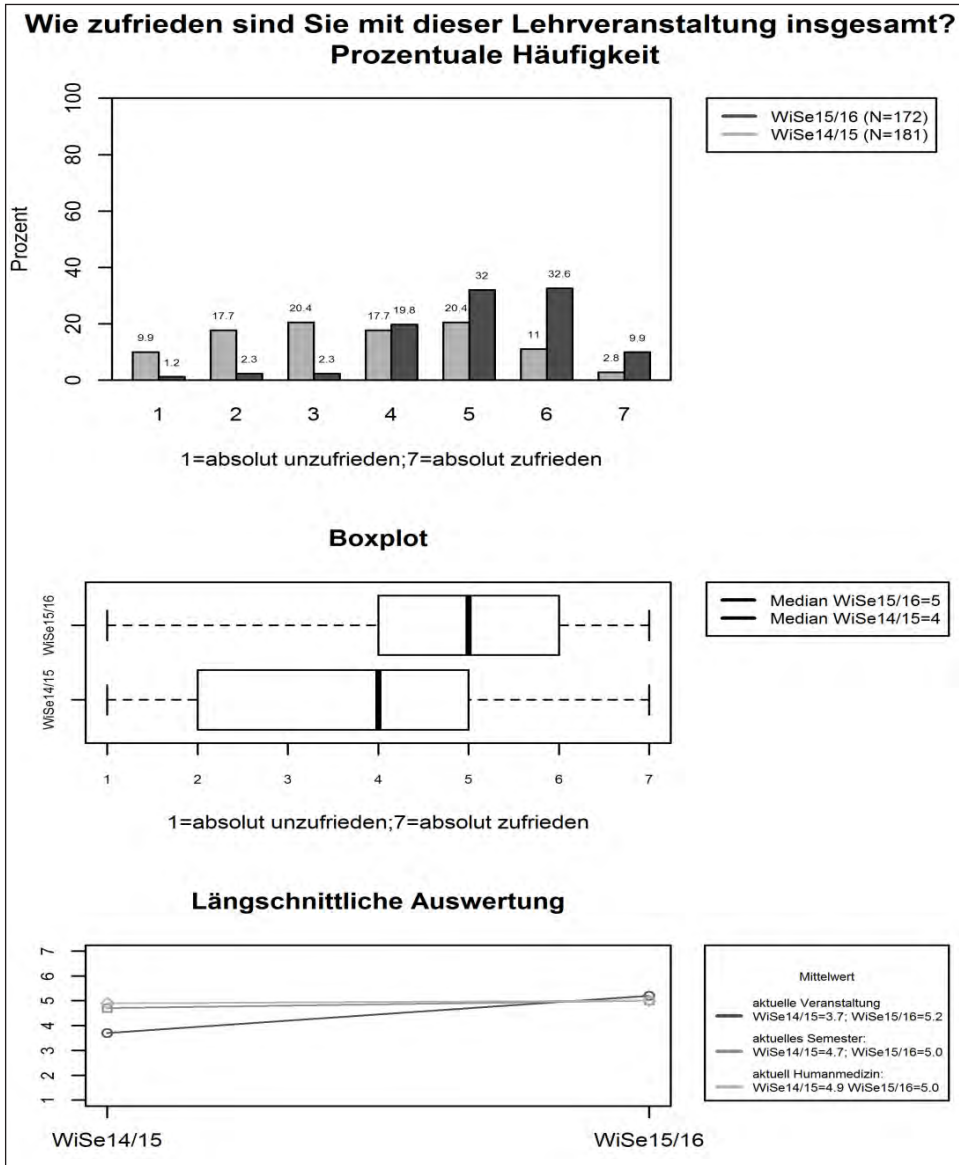 Wie zufrieden sind Sie mit dieser Lehrveranstaltung insgesamt?
Prozentuale Häufigkeit
WiSe15/16 (N=172)
WiSe14/15 (N=181)
Prozent
100
80
60
40
20
0
9.9
1.2
17.7
2.3
20.4
2.3
17.7
19.8
20.4
32
11
32.6
2.8
9.9
1 2 3 4 5 6 7
1=absolut unzufrieden;7=absolut zufrieden
Boxplot
WiSe15/16
WiSe14/15
Median WiSe15/16=5
Median WiSe14/15=4
1 2 3 4 5 6 7
1=absolut unzufrieden;7=absolut zufrieden
Längschnittliche Auswertung
7
6
5
4
3
2
1
WiSe14/15 WiSe15/16
Mittelwert
aktuelle Veranstaltung
WiSe14/15=3.7; WiSe15/16=5.2
aktuelles Semester:
WiSe14/15=4.7; WiSe15/16=5.0
aktuell Humanmedizin:
WiSe14/15=4.9 WiSe15/16=5.0